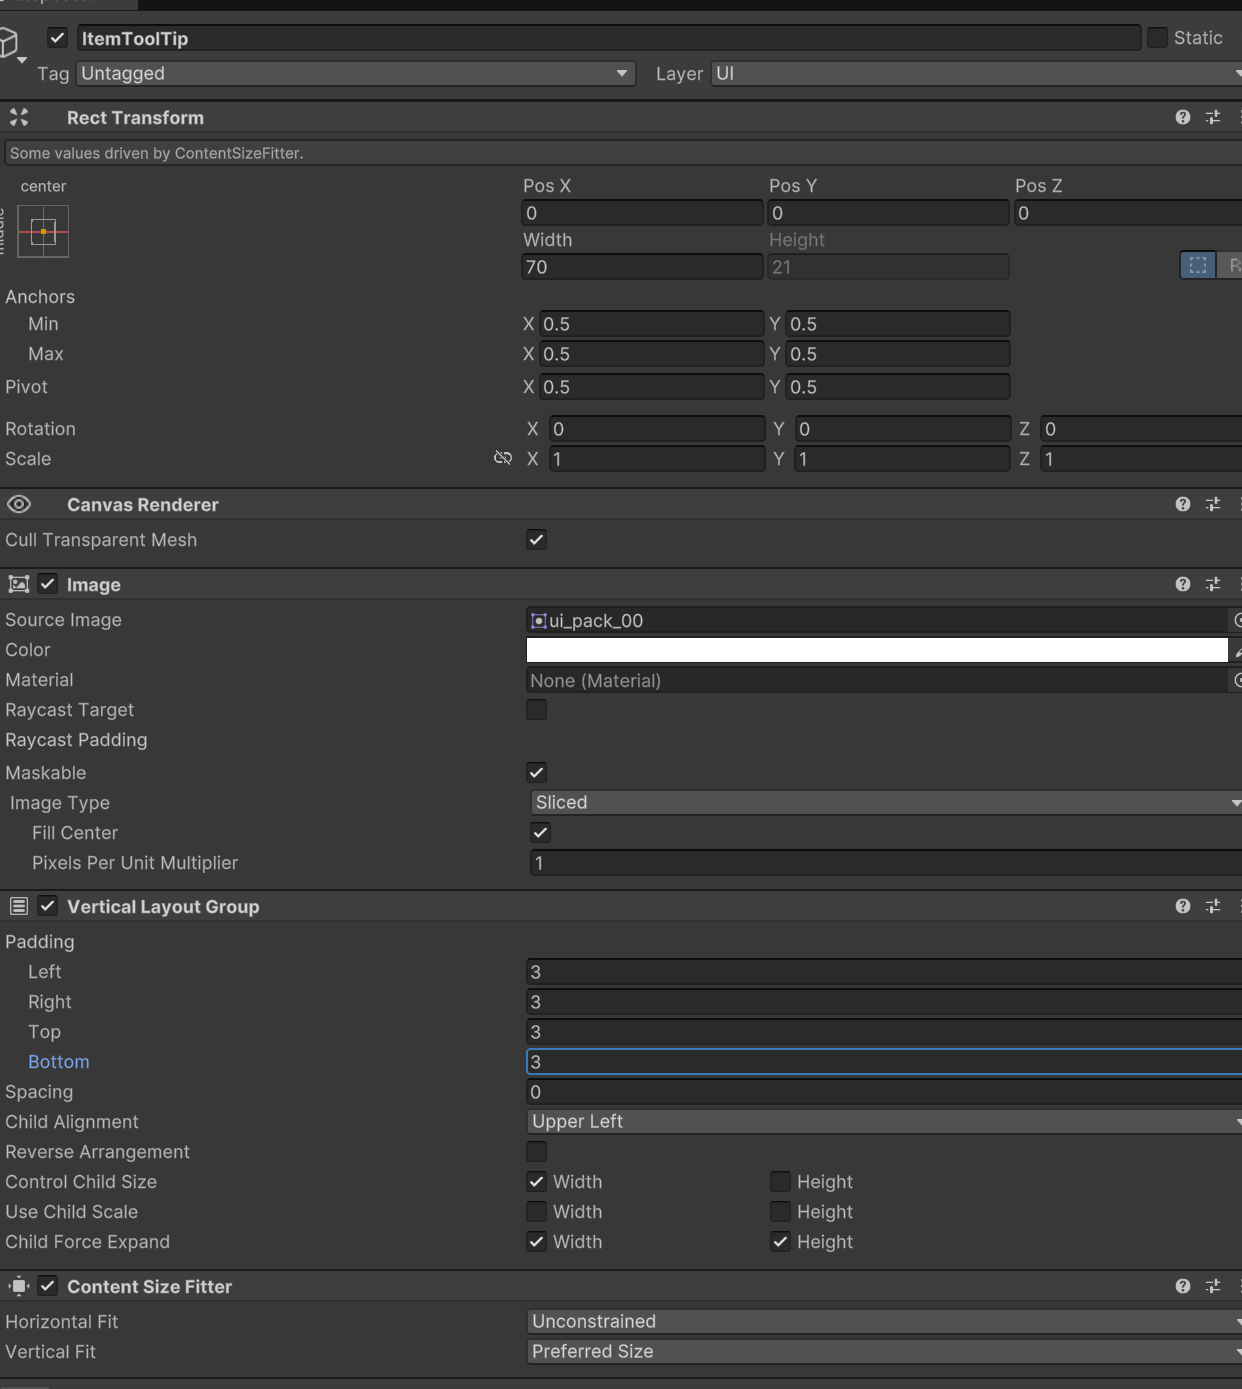 ItemToolTip Static
Tag Untagged Layer UI
Rect Transform
Some values driven by ContentSizeFitter.
center Pos X Pos Y Pos Z
0 0 0
Width Height
70 21
Anchors
Min X 0.5 Y 0.5
Max X 0.5 Y 0.5
Pivot X 0.5 Y 0.5
Rotation X 0 Y 0 Z 0
Scale X 1 Y 1 Z 1
Canvas Renderer
Cull Transparent Mesh
Image
Source Image ui_pack_00
Color
Material None (Material)
Raycast Target
Raycast Padding
Maskable
Image Type Sliced
Fill Center
Pixels Per Unit Multiplier 1
Vertical Layout Group
Padding
Left 3
Right 3
Top 3
Bottom 3
Spacing 0
Child Alignment Upper Left
Reverse Arrangement
Control Child Size Width Height
Use Child Scale Width Height
Child Force Expand Width Height
Content Size Fitter
Horizontal Fit Unconstrained
Vertical Fit Preferred Size